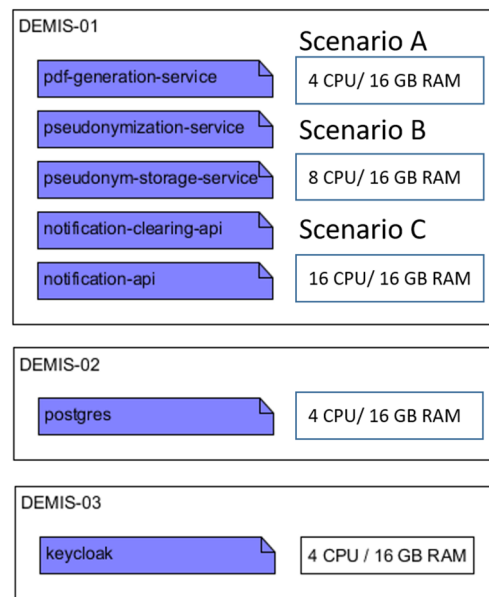 DEMIS-01
Scenario A
pdf-generation-service
4 CPU/ 16 GB RAM
pseudonymization-service
Scenario B
pseudonym-storage-service
8 CPU/ 16 GB RAM
notification-clearing-api
Scenario C
notification-api
16 CPU/ 16 GB RAM
DEMIS-02
postgres
4 CPU/ 16 GB RAM
DEMIS-03
keycloak
4 CPU / 16 GB RAM